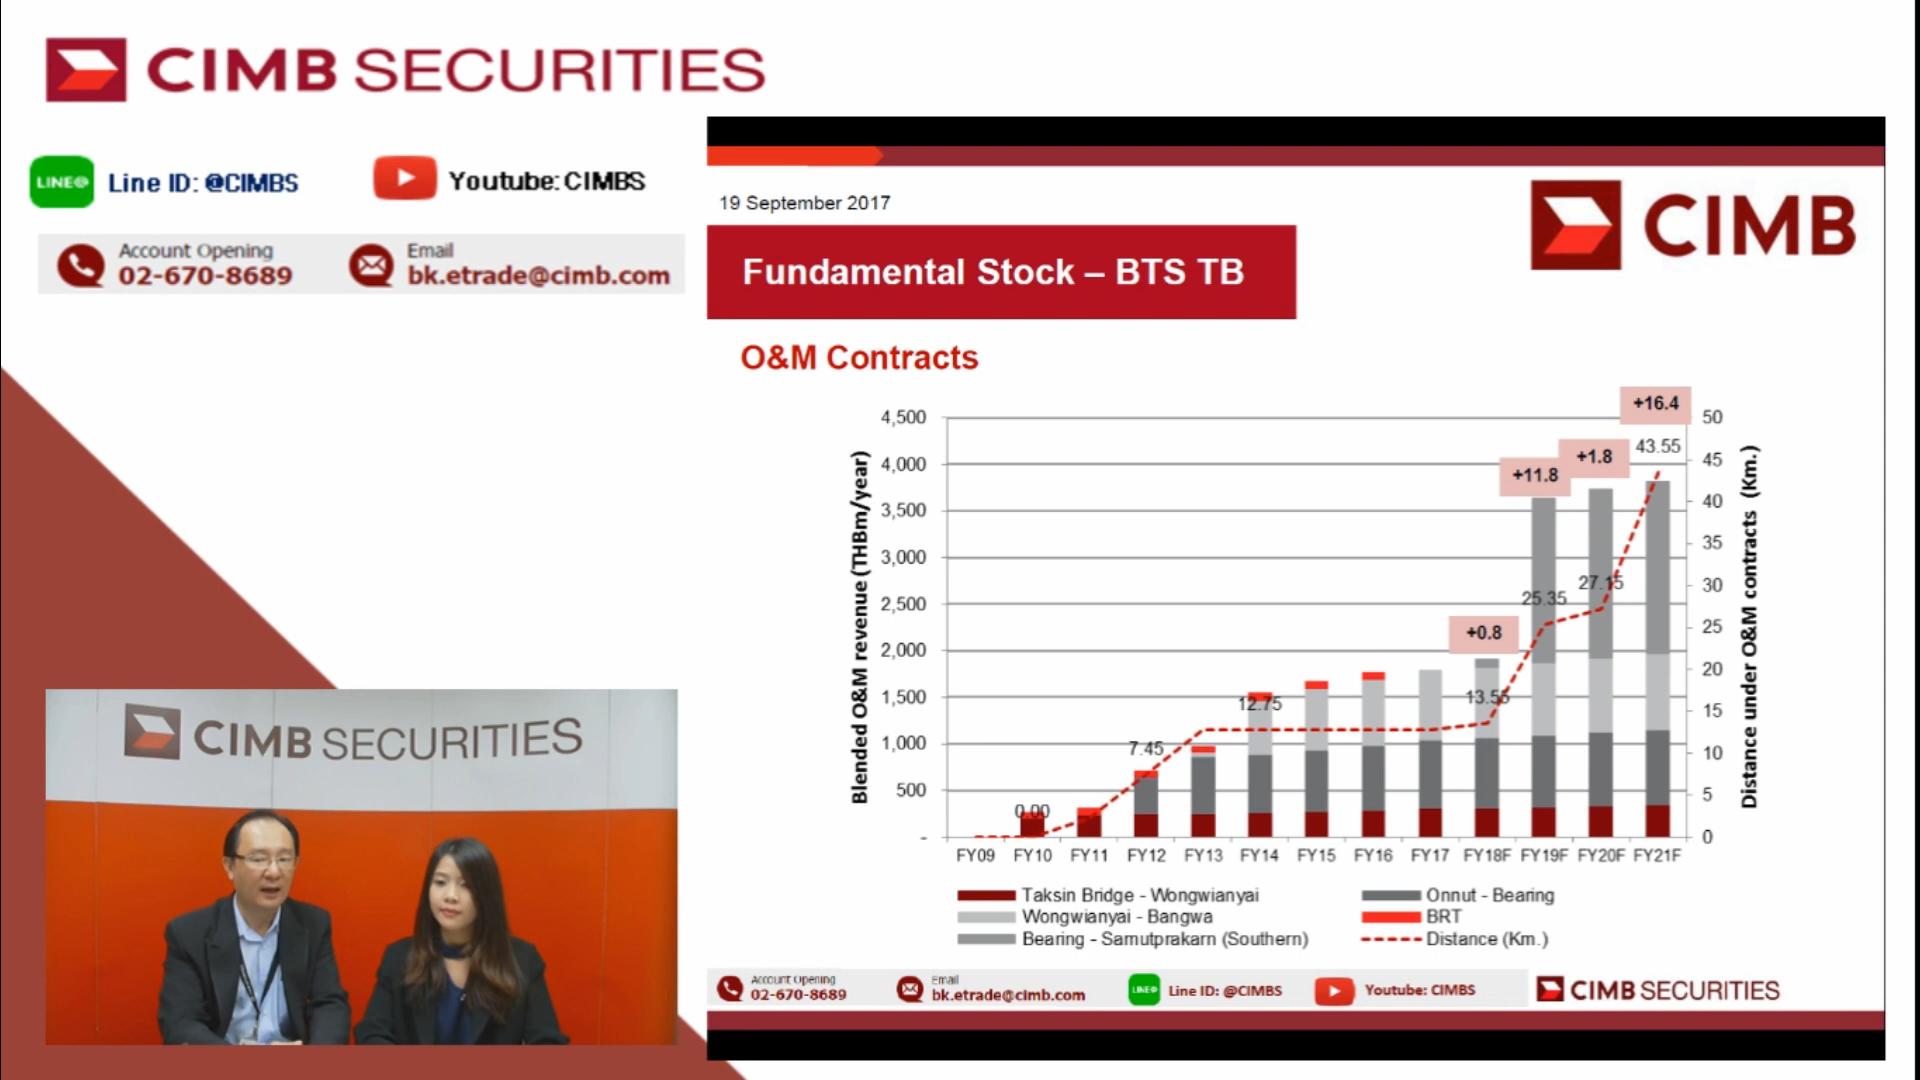 CIMB SECURITIES
LINE@ Line ID: @CIMBS
Youtube: CIMBS
Account Opening
02-670-8689
Email
bk.etrade@cimb.com
19 September 2017
CIMB
Fundamental Stock – BTS TB
O&M Contracts
Blended O&M revenue (THBm/year)
4,500
4,000
3,500
3,000
2,500
2,000
1,500
1,000
500
-
+16.4
43.55
+1.8
+11.8
27.15
25.35
+0.8
13.55
12.75
7.45
0.00
50
45
40
35
30
25
20
15
10
5
0
Distance under O&M contracts (Km.)
FY09 FY10 FY11 FY12 FY13 FY14 FY15 FY16 FY17 FY18F FY19F FY20F FY21F
Taksin Bridge - Wongwianyai
Onnut - Bearing
Wongwianyai - Bangwa
BRT
Bearing - Samutprakarn (Southern)
Distance (Km.)
Account Opening
02-670-8689
Email
bk.etrade@cimb.com
LINE@ Line ID: @CIMBS
Youtube: CIMBS
CIMB SECURITIES
CIMB SECURITIES